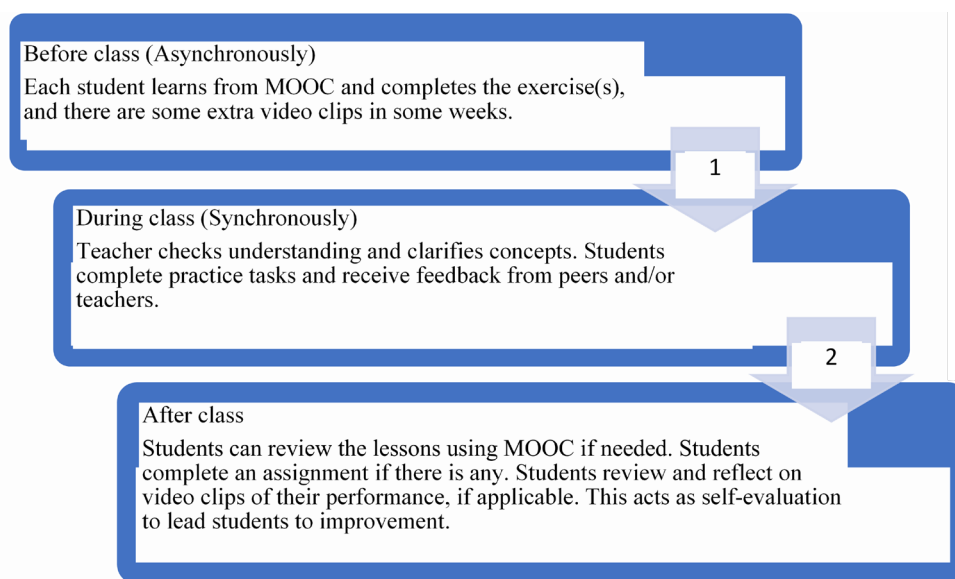 Before class (Asynchronously)
Each student learns from MOOC and completes the exercise(s),
and there are some extra video clips in some weeks.
1
During class (Synchronously)
Teacher checks understanding and clarifies concepts. Students
complete practice tasks and receive feedback from peers and/or
teachers.
2
After class
Students can review the lessons using MOOC if needed. Students
complete an assignment if there is any. Students review and reflect on
video clips of their performance, if applicable. This acts as self-evaluation
to lead students to improvement.